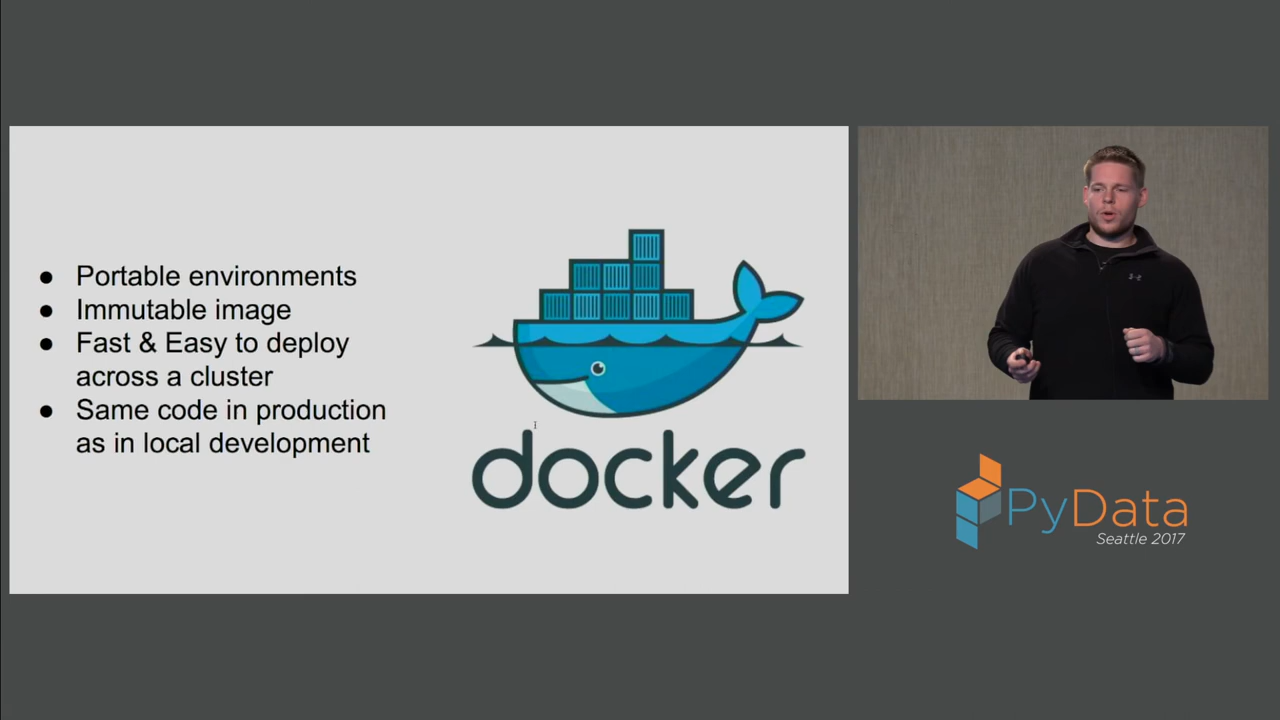 ● Portable environments
● Immutable image
● Fast & Easy to deploy
across a cluster
● Same code in production
as in local development
docker
PyData
Seattle 2017